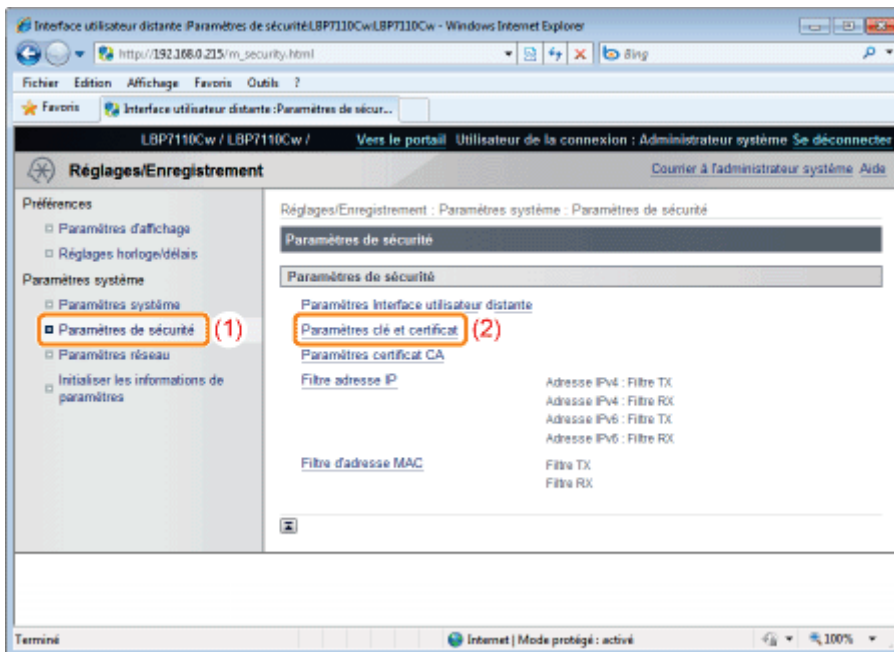 Interface utilisateur distante :Paramètres de sécurité:LBP7110Cw:LBP7110Cw - Windows Internet Explorer
http://192.168.0.215/m_security.html
Bing
Fichier Edition Affichage Favoris Outils ?
Favoris Interface utilisateur distante :Paramètres de sécur...
LBP7110Cw / LBP7110Cw / Vers le portail Utilisateur de la connexion : Administrateur système Se déconnecter
Réglages/Enregistrement Courrier à l'administrateur système Aide
Préférences
Paramètres d'affichage
Réglages horloge/délais
Paramètres système
Paramètres système
Paramètres de sécurité (1)
Paramètres réseau
Initialiser les informations de
paramètres
Réglages/Enregistrement : Paramètres système : Paramètres de sécurité
Paramètres de sécurité
Paramètres de sécurité
Paramètres Interface utilisateur distante
Paramètres clé et certificat (2)
Paramètres certificat CA
Filtre adresse IP Adresse IPv4 : Filtre TX
Adresse IPv4 : Filtre RX
Adresse IPv6 : Filtre TX
Adresse IPv6 : Filtre RX
Filtre d'adresse MAC Filtre TX
Filtre RX
Terminé Internet | Mode protégé : activé 100%